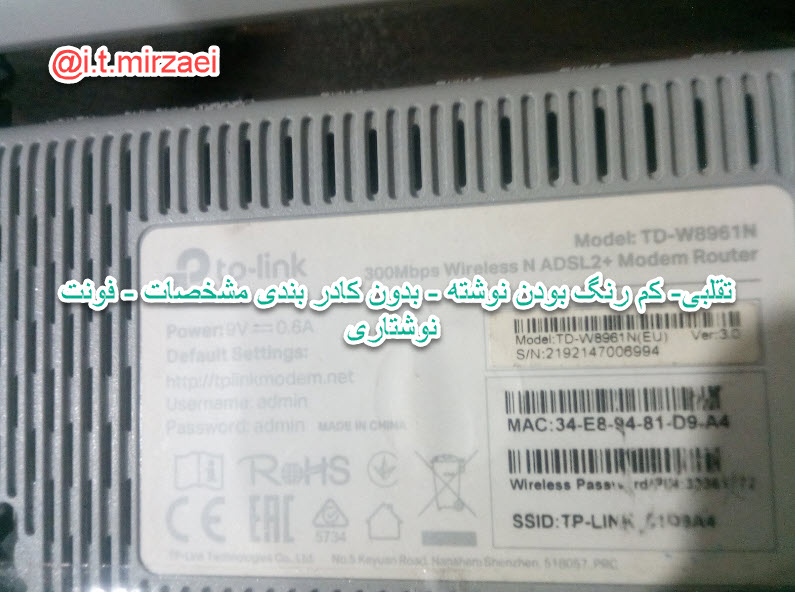 @i.t.mirzaei
tp-link
Model: TD-W8961N
300Mbps Wireless N ADSL2+ Modem Router
تقلبی- کم رنگ بودن نوشته - بدون کادر بندی مشخصات - فونت
نوشتاری
Power: 9V 0.6A
Default Settings:
http://tplinkmodem.net
Username: admin
Password: admin MADE IN CHINA
Model:TD-W8961N(EU) Ver:3.0
S/N:2192147006994
MAC:34-E8-94-81-D9-A4
Wireless
SSID:TP-LINK
RoHS
CE EAC
5734
TP-Link Technologies Co., Ltd. No.5 Keyuan Road, Nanshan Shenzhen, 518057, PRC